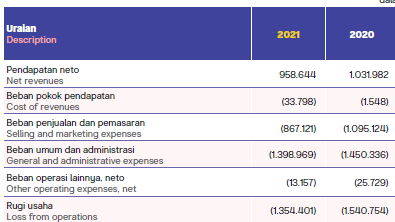 Uraian
Description
2021
2020
Pendapatan neto
Net revenues
958.644
1.031.982
Beban pokok pendapatan
Cost of revenues
(33.798)
(1.548)
Beban penjualan dan pemasaran
Selling and marketing expenses
(867.121)
(1.095.124)
Beban umum dan administrasi
General and administrative expenses
(1.398.969)
(1.450.336)
Beban operasi lainnya, neto
Other operating expenses, net
(13.157)
(25.729)
Rugi usaha
Loss from operations
(1.354.401)
(1.540.754)